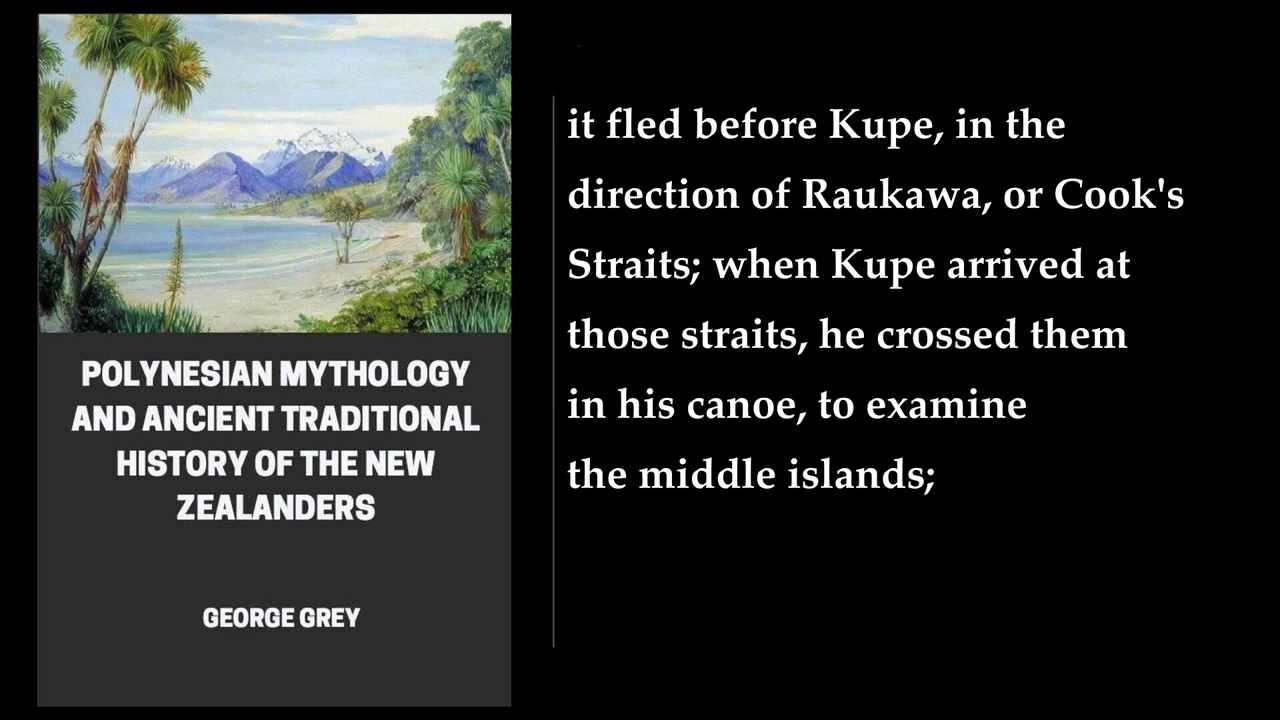 POLYNESIAN MYTHOLOGY
AND ANCIENT TRADITIONAL
HISTORY OF THE NEW
ZEALANDERS
GEORGE GREY
it fled before Kupe, in the
direction of Raukawa, or Cook's
Straits; when Kupe arrived at
those straits, he crossed them
in his canoe, to examine
the middle islands;